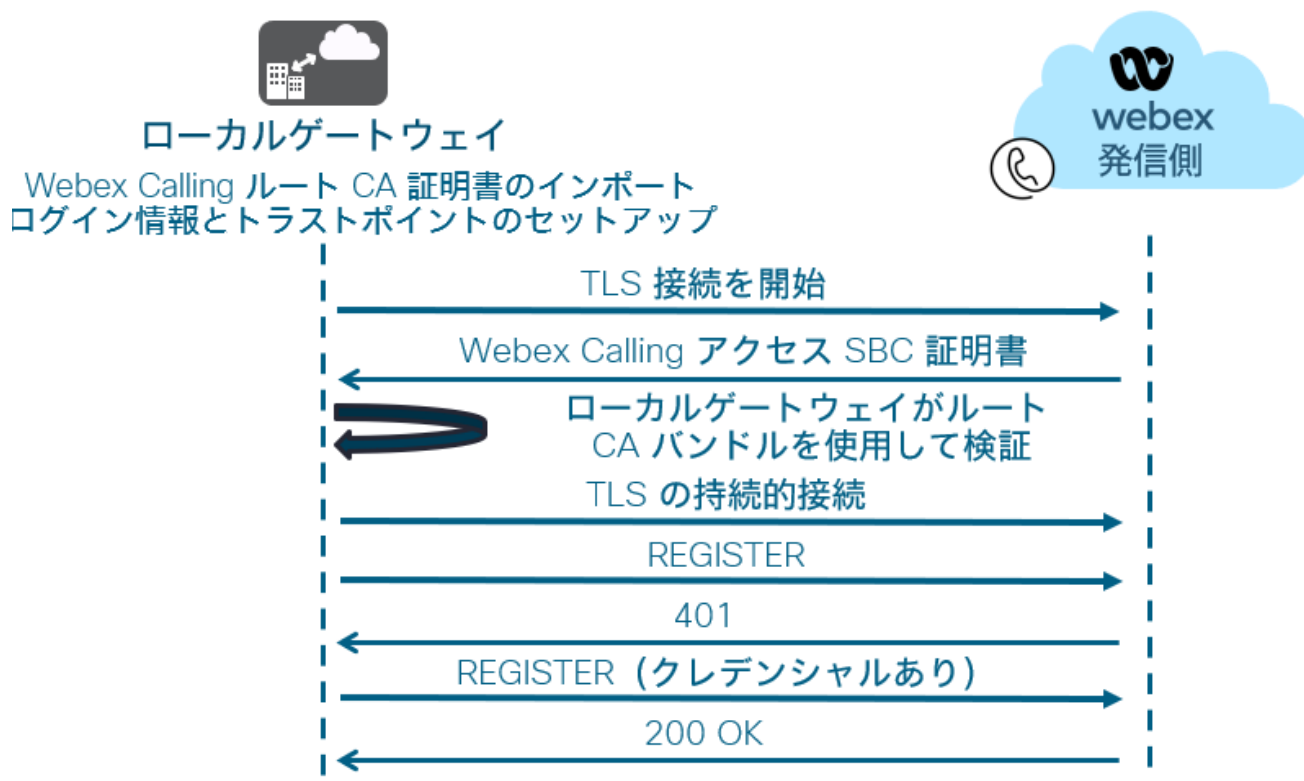 ローカルゲートウェイ
Webex Calling ルート CA 証明書のインポート
ログイン情報とトラストポイントのセットアップ
webex
発信側
TLS 接続を開始
Webex Calling アクセス SBC 証明書
ローカルゲートウェイがルート
CA バンドルを使用して検証
TLS の持続的接続
REGISTER
401
REGISTER（クレデンシャルあり）
200 OK